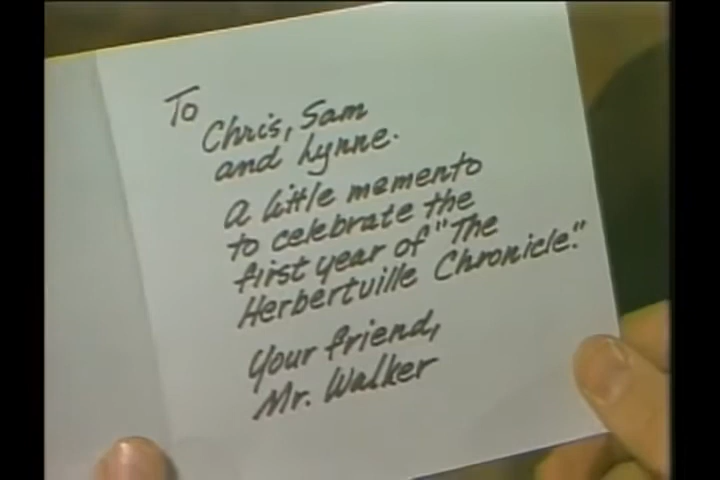 To
Chris, Sam
and Lynne.
A little memento
to celebrate the
first year of "The
Herbertville Chronicle."
Your friend,
Mr. Walker